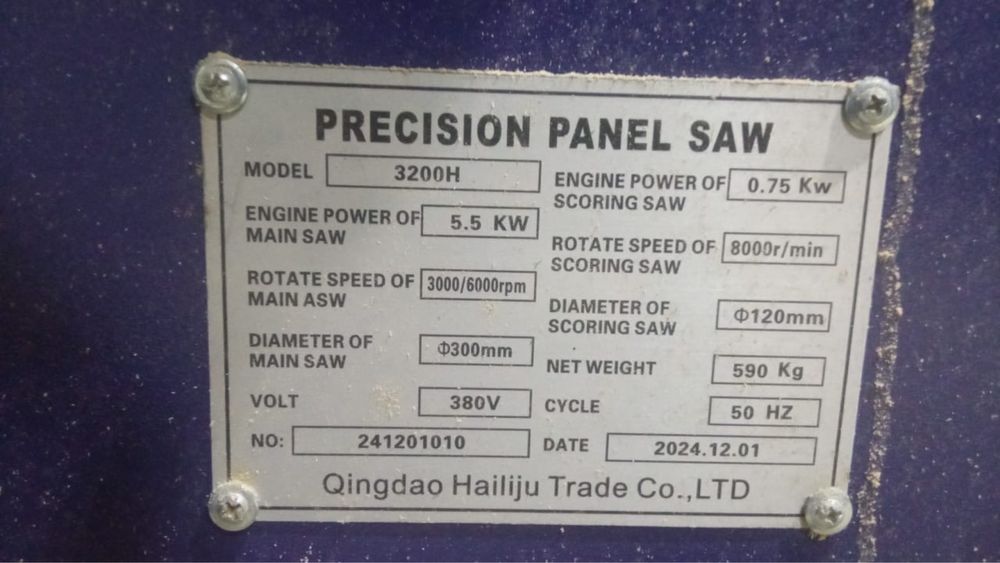 PRECISION PANEL SAW
MODEL 3200H
ENGINE POWER OF SCORING SAW 0.75 Kw
ENGINE POWER OF MAIN SAW 5.5 KW
ROTATE SPEED OF SCORING SAW 8000r/min
ROTATE SPEED OF MAIN ASW 3000/6000rpm
DIAMETER OF SCORING SAW Φ120mm
DIAMETER OF MAIN SAW Φ300mm
NET WEIGHT 590 Kg
VOLT 380V
CYCLE 50 HZ
NO: 241201010
DATE 2024.12.01
Qingdao Hailiju Trade Co.,LTD